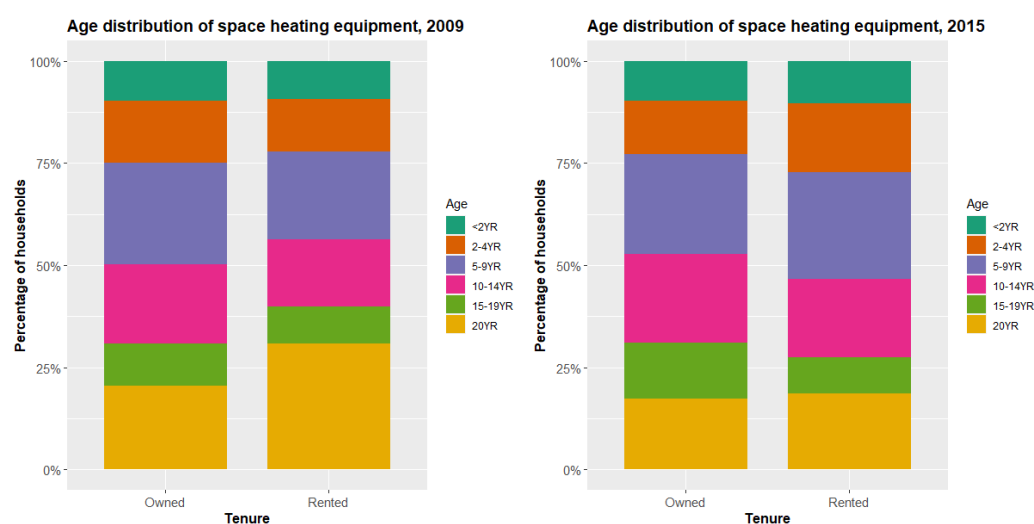 Age distribution of space heating equipment, 2009
100%
75%
50%
25%
0%
Percentage of households
Owned
Rented
Tenure
Age
<2YR
2-4YR
5-9YR
10-14YR
15-19YR
20YR
Age distribution of space heating equipment, 2015
100%
75%
50%
25%
0%
Percentage of households
Owned
Rented
Tenure
Age
<2YR
2-4YR
5-9YR
10-14YR
15-19YR
20YR